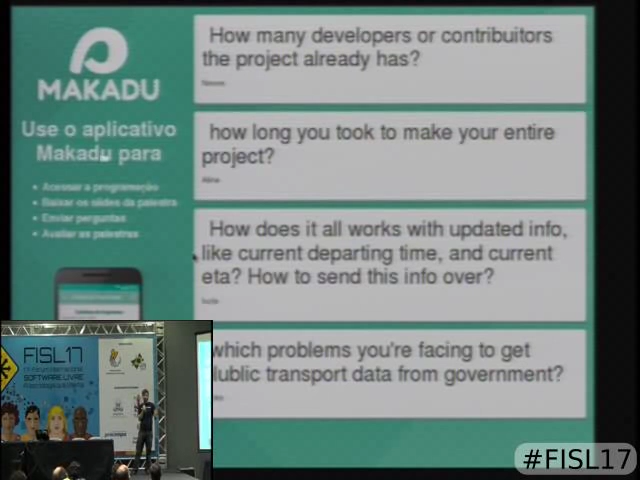 MAKADU
Use o aplicativo
Makadu para
Acessar a programação
Baixar os slides da palestra
Enviar perguntas
Avaliar as palestras
How many developers or contribuitors
the project already has?
how long you took to make your entire
project?
How does it all works with updated info,
like current departing time, and current
eta? How to send this info over?
which problems you're facing to get
public transport data from government?
FISL17
SOFTWARE LIVRE
#FISL17